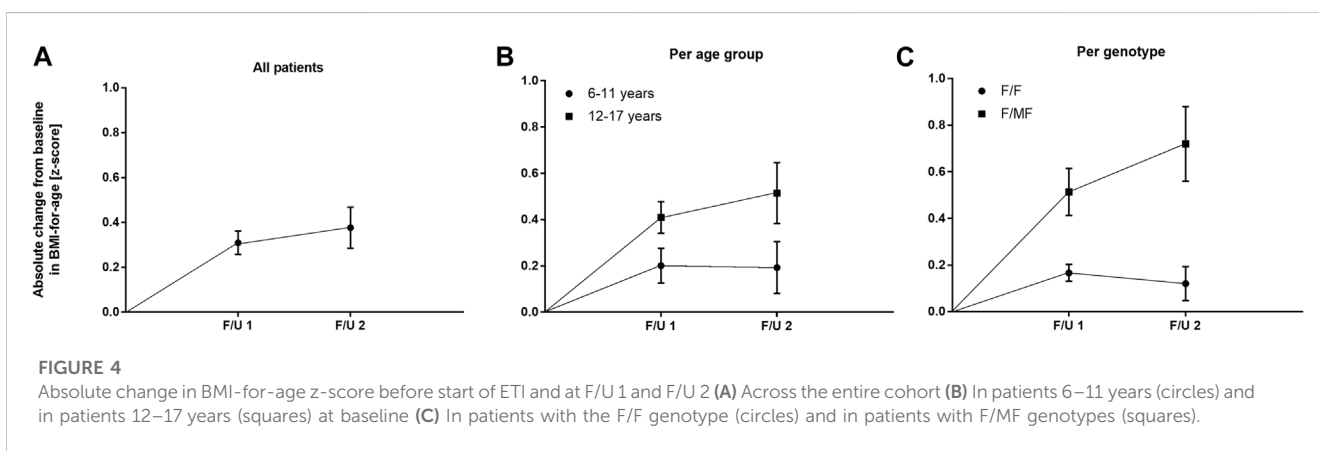 A
All patients
Absolute change from baseline
in BMI-for-age [z-score]
1.0
0.8
0.6
0.4
0.2
0.0
F/U 1
F/U 2
B
Per age group
6-11 years
12-17 years
1.0
0.8
0.6
0.4
0.2
0.0
F/U 1
F/U 2
C
Per genotype
F/F
F/MF
1.0
0.8
0.6
0.4
0.2
0.0
F/U 1
F/U 2
FIGURE 4
Absolute change in BMI-for-age z-score before start of ETI and at F/U 1 and F/U 2 (A) Across the entire cohort (B) In patients 6–11 years (circles) and
in patients 12–17 years (squares) at baseline (C) In patients with the F/F genotype (circles) and in patients with F/MF genotypes (squares).